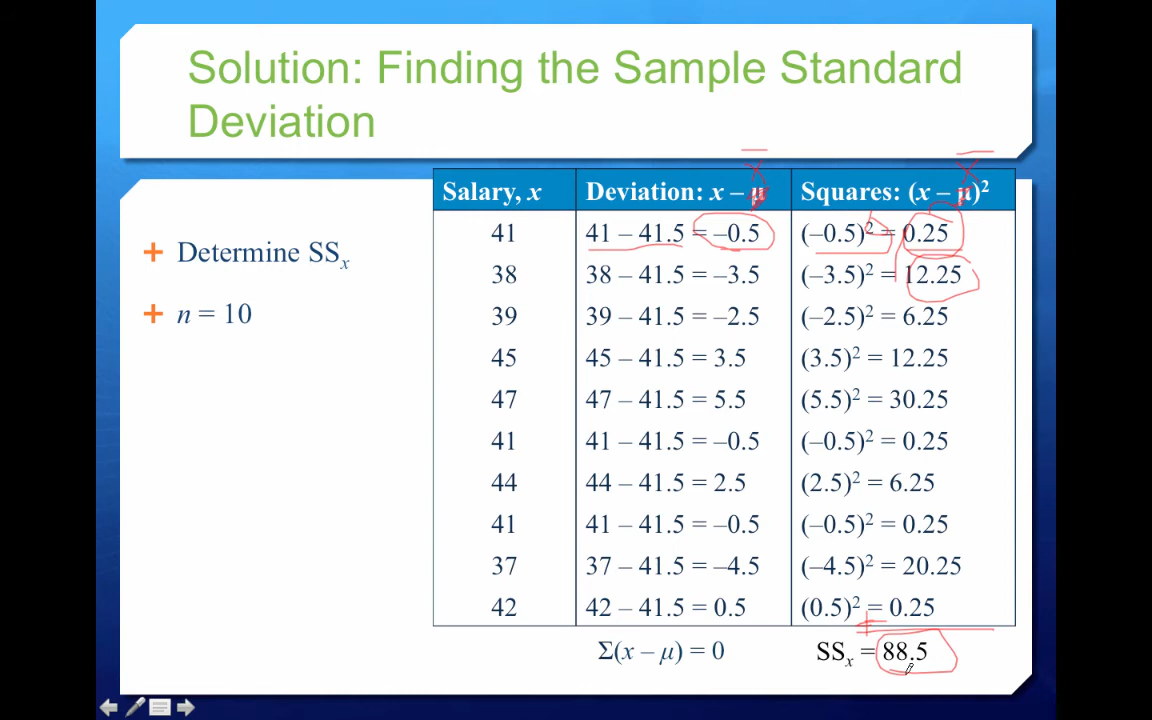 Solution: Finding the Sample Standard
Deviation
+ Determine SSₓ
+ n = 10
Salary, x Deviation: x – μ Squares: (x – μ)²
41 41 – 41.5 = –0.5 (–0.5)² = 0.25
38 38 – 41.5 = –3.5 (–3.5)² = 12.25
39 39 – 41.5 = –2.5 (–2.5)² = 6.25
45 45 – 41.5 = 3.5 (3.5)² = 12.25
47 47 – 41.5 = 5.5 (5.5)² = 30.25
41 41 – 41.5 = –0.5 (–0.5)² = 0.25
44 44 – 41.5 = 2.5 (2.5)² = 6.25
41 41 – 41.5 = –0.5 (–0.5)² = 0.25
37 37 – 41.5 = –4.5 (–4.5)² = 20.25
42 42 – 41.5 = 0.5 (0.5)² = 0.25
Σ(x – μ) = 0 SSₓ = 88.5